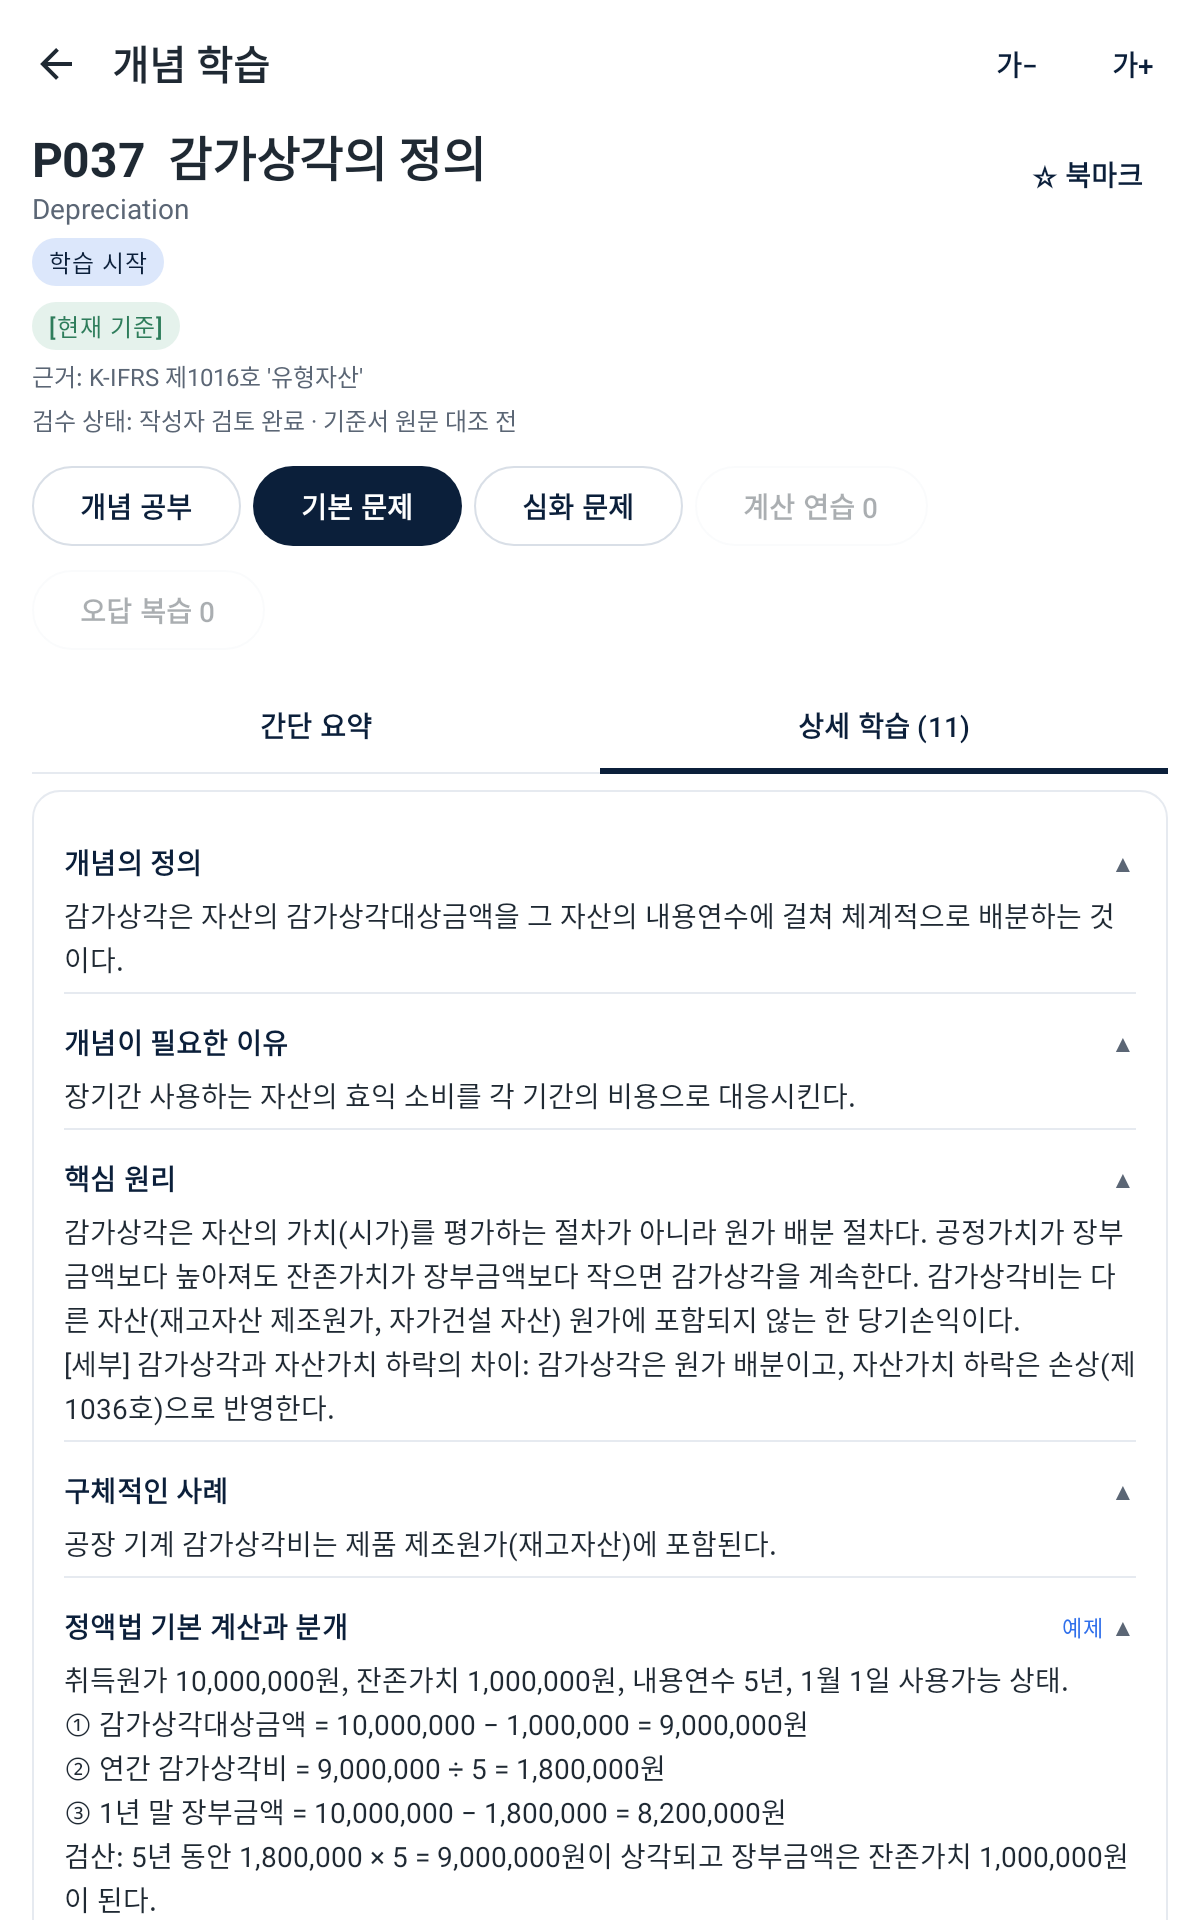 개념 학습
가-
가+
P037 감가상각의 정의
☆ 북마크
Depreciation
학습 시작
[현재 기준]
근거: K-IFRS 제1016호 '유형자산'
검수 상태: 작성자 검토 완료 · 기준서 원문 대조 전
개념 공부
기본 문제
심화 문제
계산 연습 0
오답 복습 0
간단 요약
상세 학습 (11)
개념의 정의 ▲
감가상각은 자산의 감가상각대상금액을 그 자산의 내용연수에 걸쳐 체계적으로 배분하는 것
이다.
개념이 필요한 이유 ▲
장기간 사용하는 자산의 효익 소비를 각 기간의 비용으로 대응시킨다.
핵심 원리 ▲
감가상각은 자산의 가치(시가)를 평가하는 절차가 아니라 원가 배분 절차다. 공정가치가 장부
금액보다 높아져도 잔존가치가 장부금액보다 작으면 감가상각을 계속한다. 감가상각비는 다
른 자산(재고자산 제조원가, 자가건설 자산) 원가에 포함되지 않는 한 당기손익이다.
[세부] 감가상각과 자산가치 하락의 차이: 감가상각은 원가 배분이고, 자산가치 하락은 손상(제
1036호)으로 반영한다.
구체적인 사례 ▲
공장 기계 감가상각비는 제품 제조원가(재고자산)에 포함된다.
정액법 기본 계산과 분개 예제 ▲
취득원가 10,000,000원, 잔존가치 1,000,000원, 내용연수 5년, 1월 1일 사용가능 상태.
① 감가상각대상금액 = 10,000,000 − 1,000,000 = 9,000,000원
② 연간 감가상각비 = 9,000,000 ÷ 5 = 1,800,000원
③ 1년 말 장부금액 = 10,000,000 − 1,800,000 = 8,200,000원
검산: 5년 동안 1,800,000 × 5 = 9,000,000원이 상각되고 장부금액은 잔존가치 1,000,000원
이 된다.